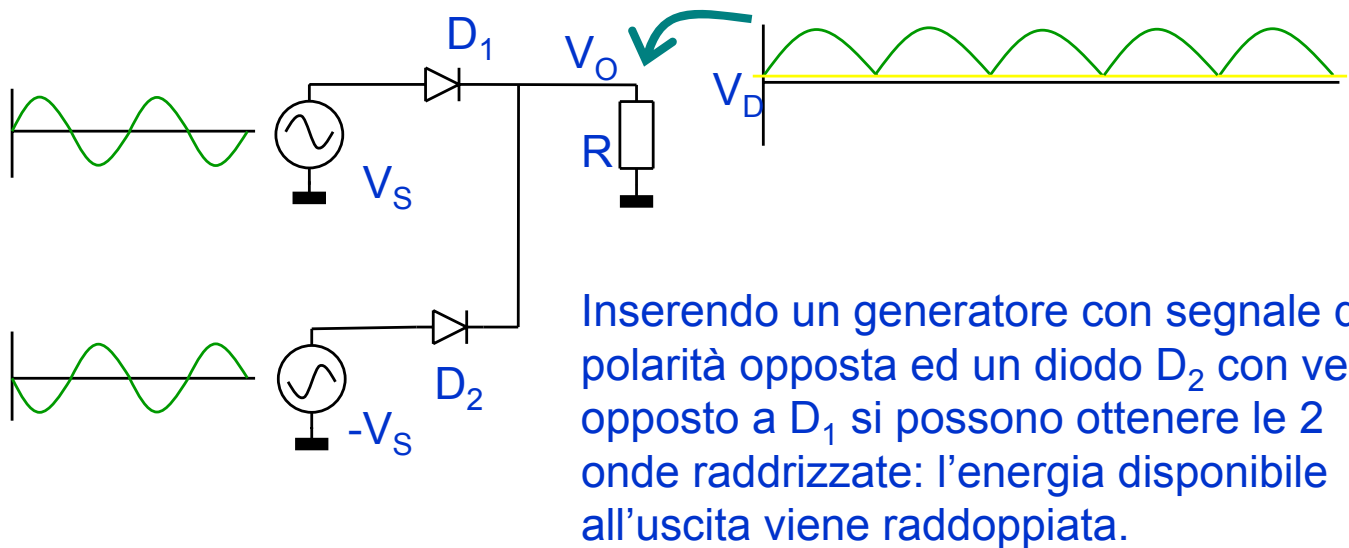 D1
VO
VD
R
VS
D2
-VS
Inserendo un generatore con segnale
polarità opposta ed un diodo D2 con
opposto a D1 si possono ottenere le 2
onde raddrizzate: l’energia disponibile
all’uscita viene raddoppiata.